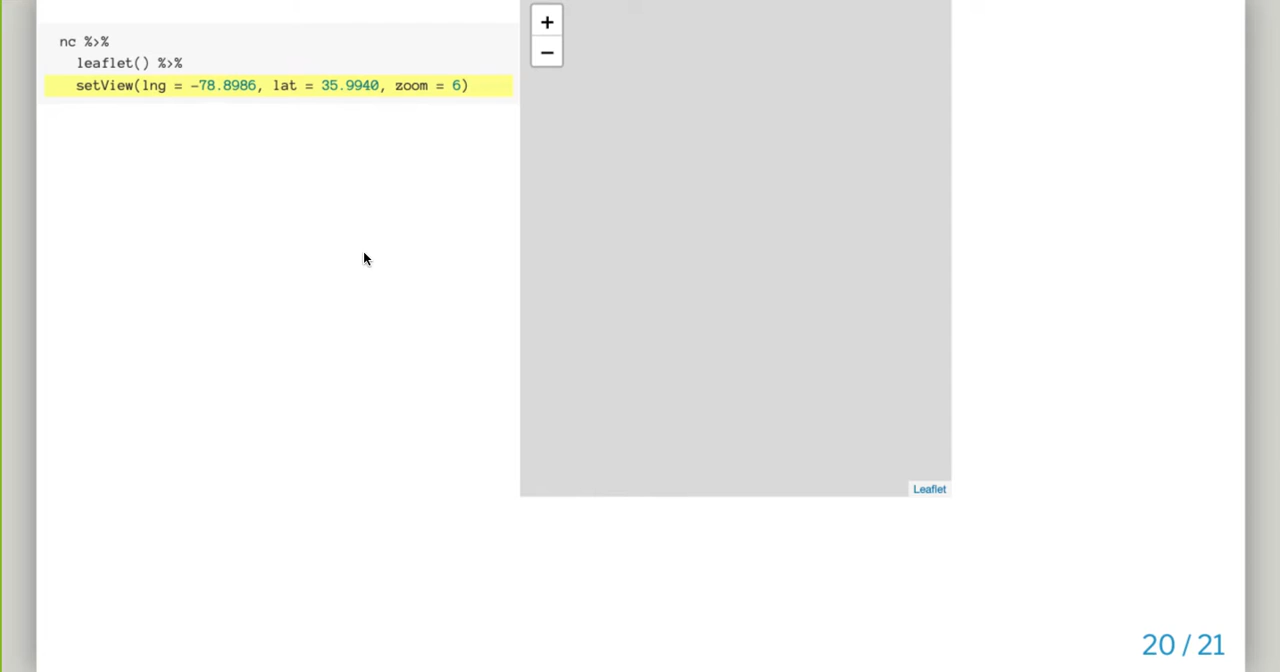 nc %>%
leaflet() %>%
setView(lng = -78.8986, lat = 35.9940, zoom = 6)
+
−
Leaflet
20 / 21